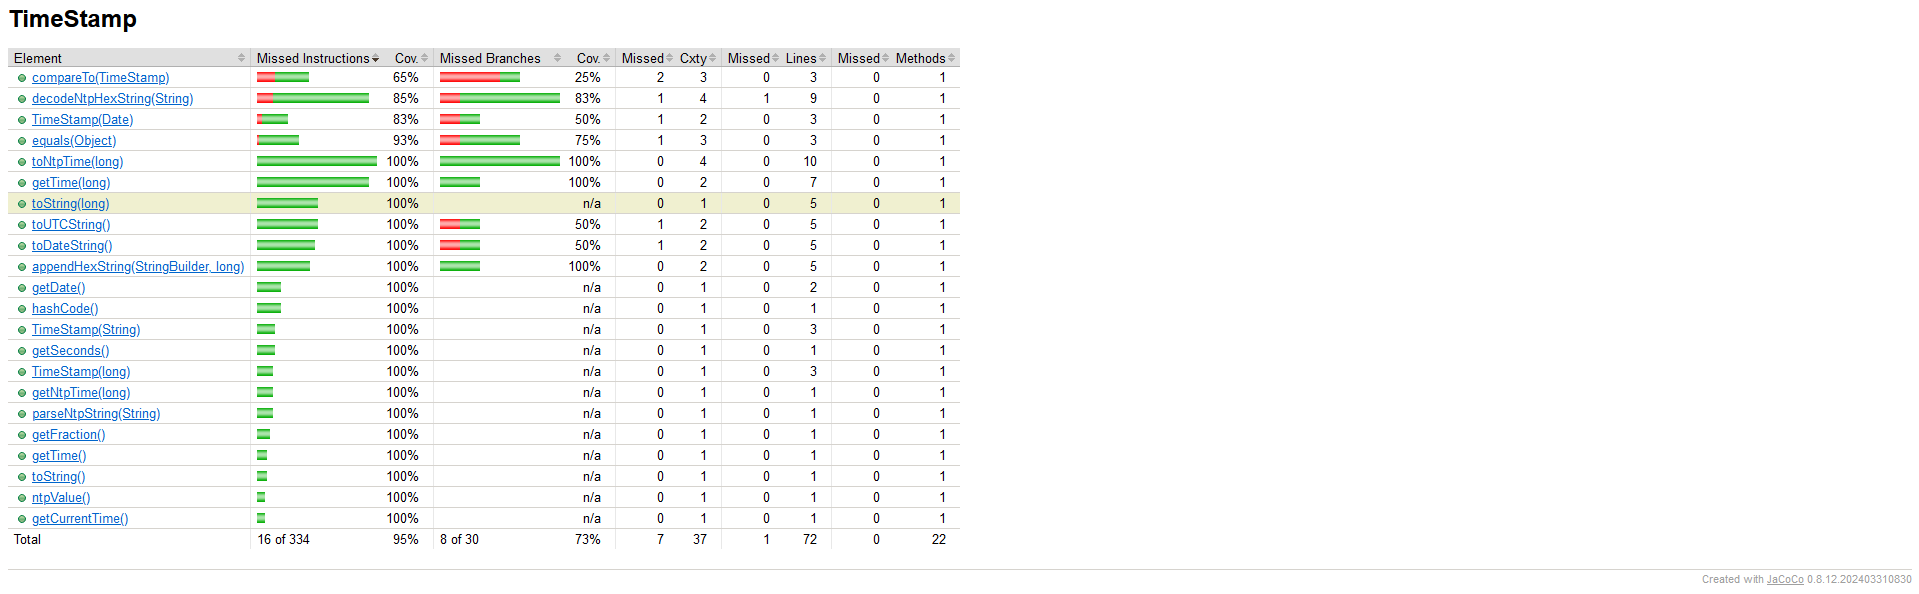 TimeStamp
Element Missed Instructions Cov. Missed Branches Cov. Missed Cxty Missed Lines Missed Methods
compareTo(TimeStamp) 65% 25% 2 3 0 3 0 1
decodeNtpHexString(String) 85% 83% 1 4 1 9 0 1
TimeStamp(Date) 83% 50% 1 2 0 3 0 1
equals(Object) 93% 75% 1 3 0 3 0 1
toNtpTime(long) 100% 100% 0 4 0 10 0 1
getTime(long) 100% 100% 0 2 0 7 0 1
toString(long) 100% n/a 0 1 0 5 0 1
toUTCString() 100% 50% 1 2 0 5 0 1
toDateString() 100% 50% 1 2 0 5 0 1
appendHexString(StringBuilder, long) 100% 100% 0 2 0 5 0 1
getDate() 100% n/a 0 1 0 2 0 1
hashCode() 100% n/a 0 1 0 1 0 1
TimeStamp(String) 100% n/a 0 1 0 3 0 1
getSeconds() 100% n/a 0 1 0 1 0 1
TimeStamp(long) 100% n/a 0 1 0 3 0 1
getNtpTime(long) 100% n/a 0 1 0 1 0 1
parseNtpString(String) 100% n/a 0 1 0 1 0 1
getFraction() 100% n/a 0 1 0 1 0 1
getTime() 100% n/a 0 1 0 1 0 1
toString() 100% n/a 0 1 0 1 0 1
ntpValue() 100% n/a 0 1 0 1 0 1
getCurrentTime() 100% n/a 0 1 0 1 0 1
Total 16 of 334 95% 8 of 30 73% 7 37 1 72 0 22
Created with JaCoCo 0.8.12.202403310830